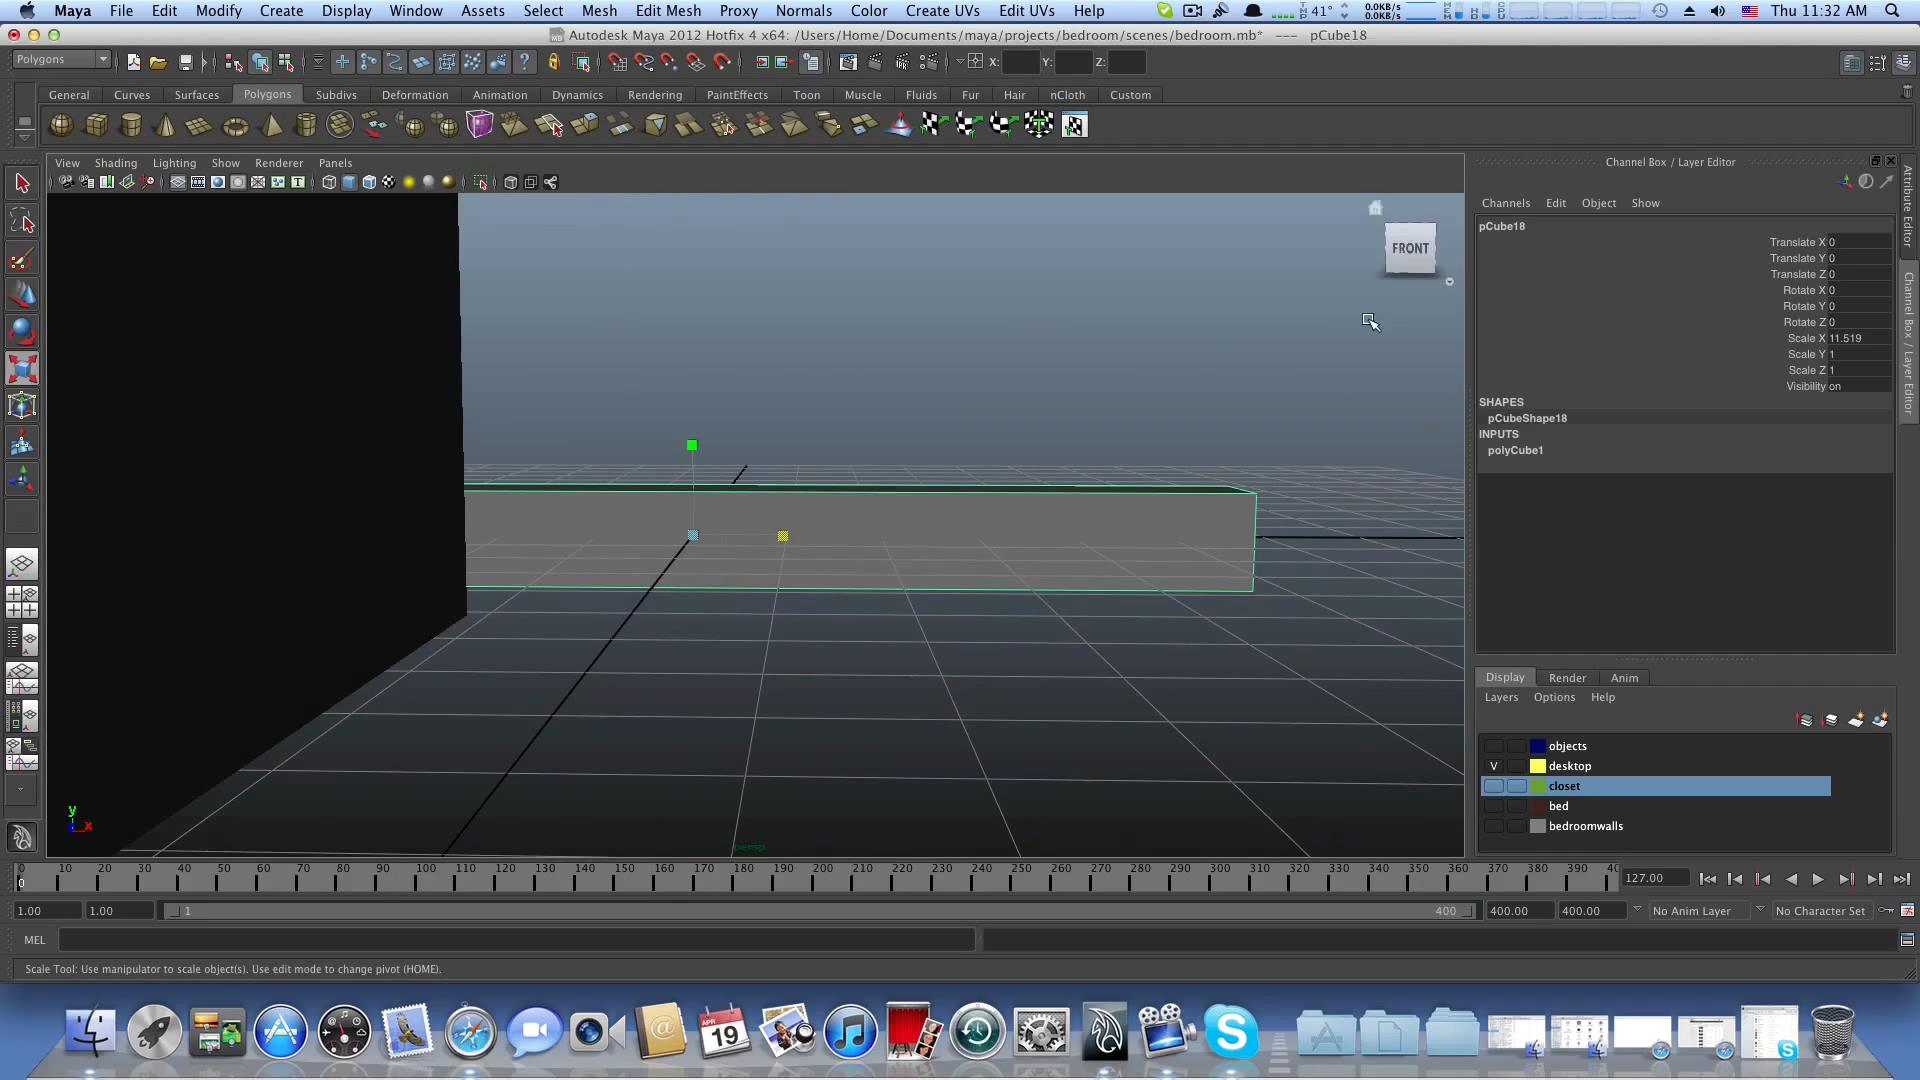 Maya File Edit Modify Create Display Window Assets Select Mesh Edit Mesh Proxy Normals Color Create UVs Edit UVs Help 41° 0.0KB/s 0.0KB/s Thu 11:32 AM
Autodesk Maya 2012 Hotfix 4 x64: /Users/Home/Documents/maya/projects/bedroom/scenes/bedroom.mb* --- pCube18
Polygons X: Y: Z:
General Curves Surfaces Polygons Subdivs Deformation Animation Dynamics Rendering PaintEffects Toon Muscle Fluids Fur Hair nCloth Custom
View Shading Lighting Show Renderer Panels
Channel Box / Layer Editor
Channels Edit Object Show
FRONT
pCube18
Translate X 0
Translate Y 0
Translate Z 0
Rotate X 0
Rotate Y 0
Rotate Z 0
Scale X 11.519
Scale Y 1
Scale Z 1
Visibility on
SHAPES
pCubeShape18
INPUTS
polyCube1
Attribute Editor
Channel Box / Layer Editor
Display Render Anim
Layers Options Help
objects
V desktop
closet
bed
bedroomwalls
y
x
persp
0 10 20 30 40 50 60 70 80 90 100 110 120 130 140 150 160 170 180 190 200 210 220 230 240 250 260 270 280 290 300 310 320 330 340 350 360 370 380 390 40
0
127.00
1.00 1.00 1 400 400.00 400.00 No Anim Layer No Character Set
MEL
Scale Tool: Use manipulator to scale object(s). Use edit mode to change pivot (HOME).
APR
19